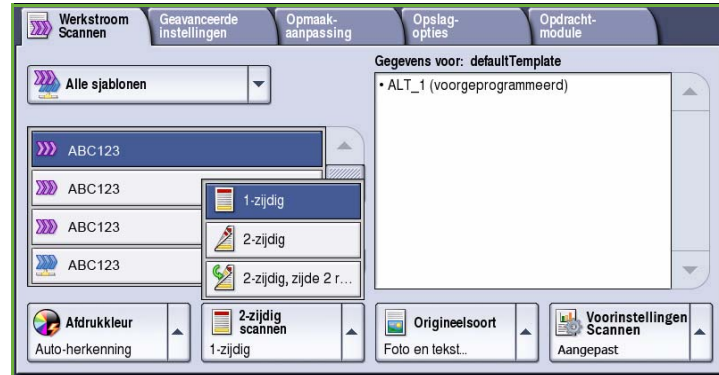 Werkstroom
Scannen
Geavanceerde
instellingen
Opmaak-
aanpassing
Opslag-
opties
Opdracht-
module
Alle sjablonen
Gegevens voor: defaultTemplate
• ALT_1 (voorgeprogrammeerd)
ABC123
ABC123
ABC123
ABC123
1-zijdig
2-zijdig
2-zijdig, zijde 2 r...
Afdrukkleur
Auto-herkenning
2-zijdig
scannen
1-zijdig
Origineelsoort
Foto en tekst...
Voorinstellingen
Scannen
Aangepast